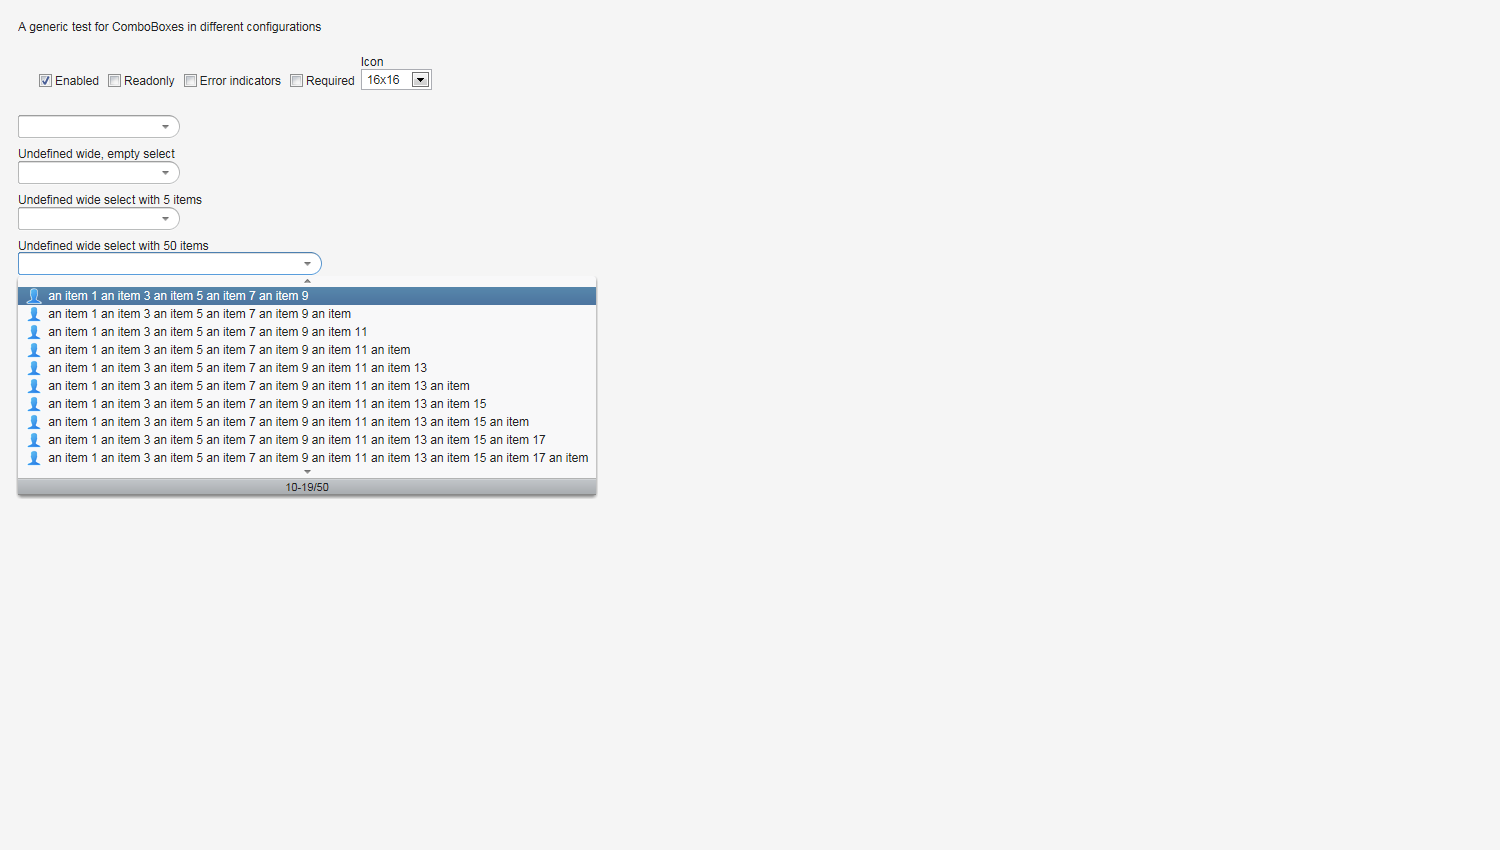 A generic test for ComboBoxes in different configurations
Icon
Enabled Readonly Error indicators Required 16x16
Undefined wide, empty select
Undefined wide select with 5 items
Undefined wide select with 50 items
an item 1 an item 3 an item 5 an item 7 an item 9
an item 1 an item 3 an item 5 an item 7 an item 9 an item
an item 1 an item 3 an item 5 an item 7 an item 9 an item 11
an item 1 an item 3 an item 5 an item 7 an item 9 an item 11 an item
an item 1 an item 3 an item 5 an item 7 an item 9 an item 11 an item 13
an item 1 an item 3 an item 5 an item 7 an item 9 an item 11 an item 13 an item
an item 1 an item 3 an item 5 an item 7 an item 9 an item 11 an item 13 an item 15
an item 1 an item 3 an item 5 an item 7 an item 9 an item 11 an item 13 an item 15 an item
an item 1 an item 3 an item 5 an item 7 an item 9 an item 11 an item 13 an item 15 an item 17
an item 1 an item 3 an item 5 an item 7 an item 9 an item 11 an item 13 an item 15 an item 17 an item
10-19/50